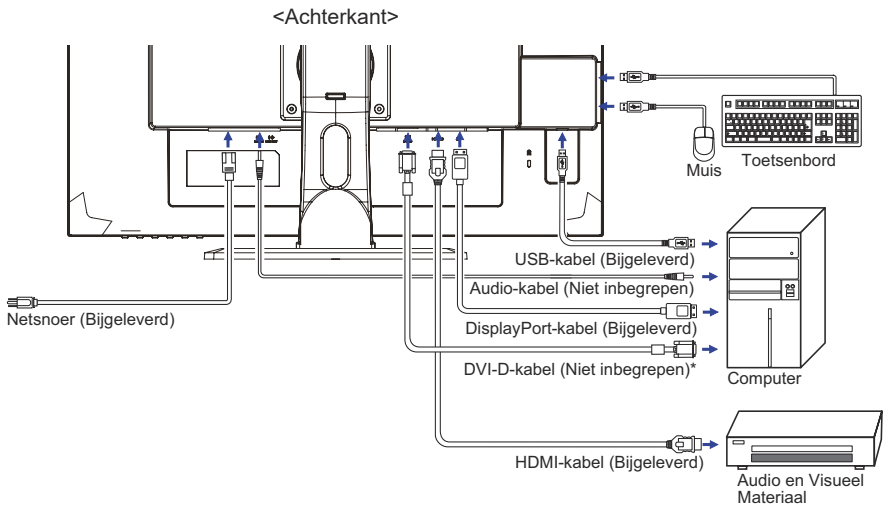 <Achterkant>
Muis
Toetsenbord
USB-kabel (Bijgeleverd)
Audio-kabel (Niet inbegrepen)
Netsnoer (Bijgeleverd)
DisplayPort-kabel (Bijgeleverd)
DVI-D-kabel (Niet inbegrepen)*
Computer
HDMI-kabel (Bijgeleverd)
Audio en Visueel
Materiaal